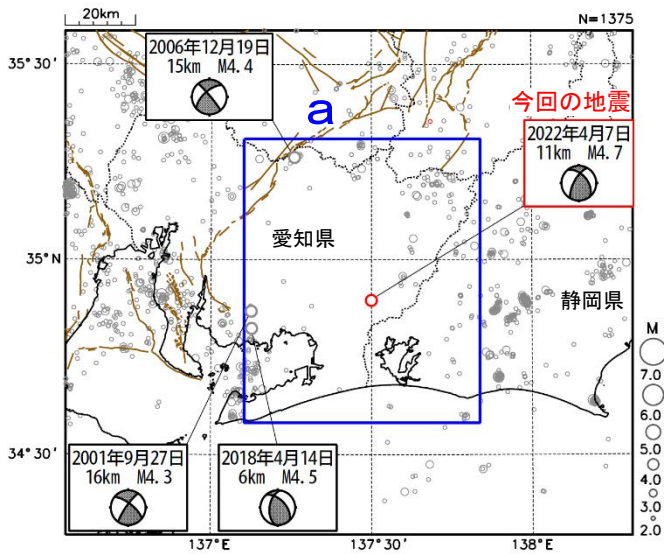 20km
N=1375
35°30′
2006年12月19日
15km M4.4
a
今回の地震
2022年4月7日
11km M4.7
愛知県
35°N
静岡県
M
7.0
6.0
5.0
4.0
3.0
2.0
2001年9月27日
16km M4.3
2018年4月14日
6km M4.5
34°30′
137°E
137°30′
138°E